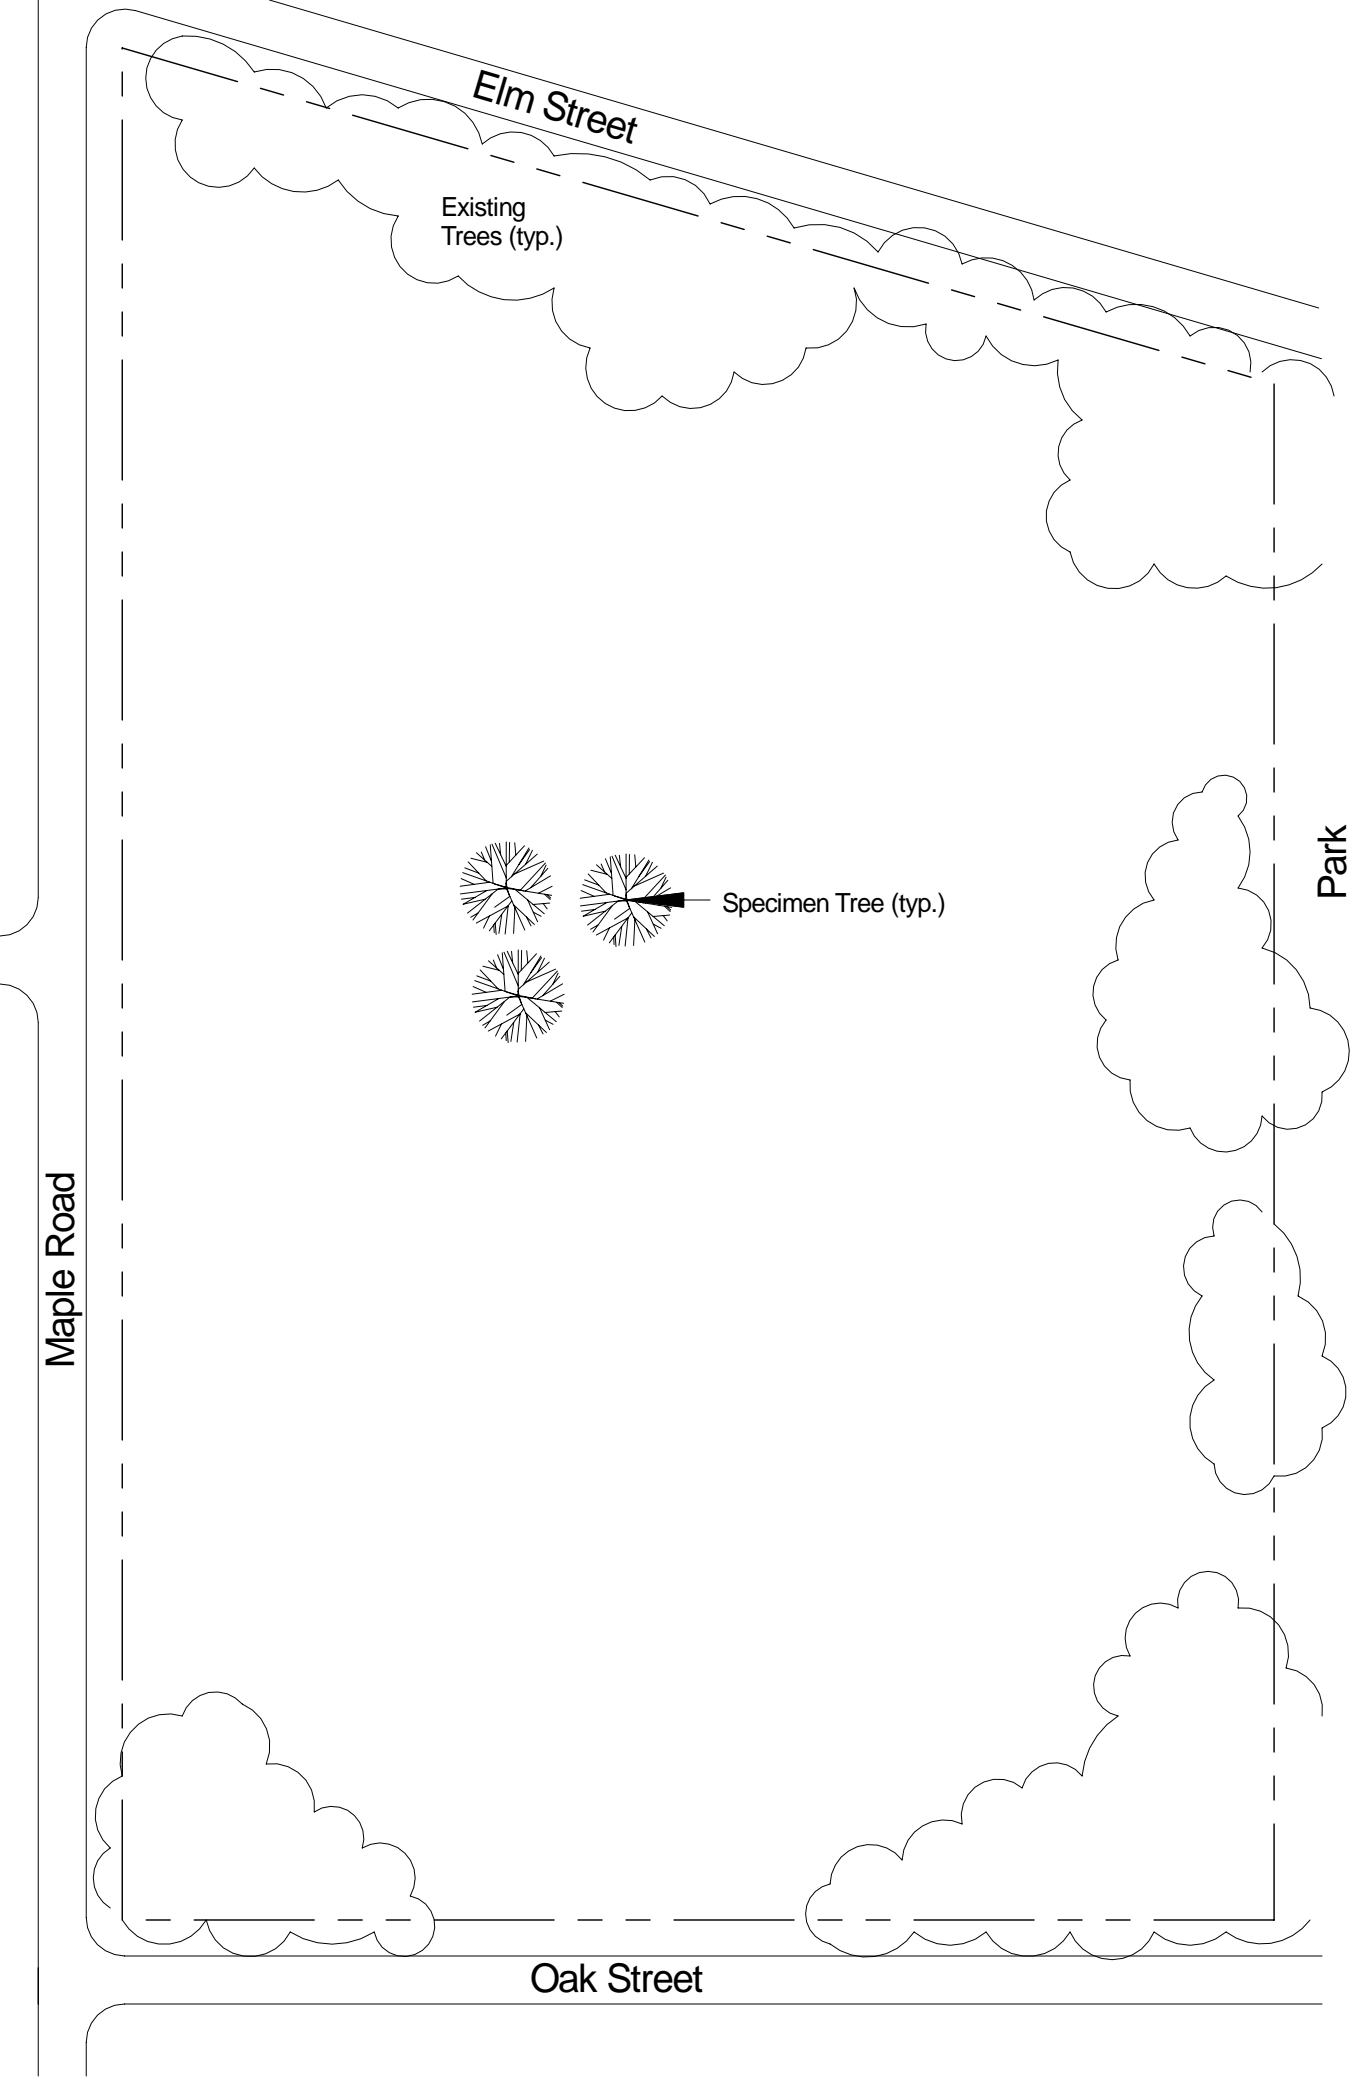 Elm Street
Existing
Trees (typ.)
Park
Specimen Tree (typ.)
Maple Road
Oak Street